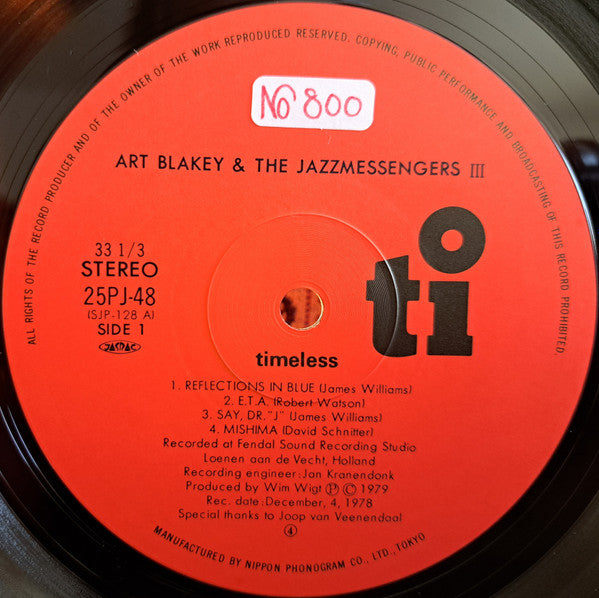 ALL RIGHTS OF THE RECORD PRODUCER AND OF THE OWNER OF THE WORK REPRODUCED RESERVED. COPYING, PUBLIC PERFORMANCE AND BROADCASTING OF THIS RECORD PROHIBITED.
No 800
ART BLAKEY & THE JAZZMESSENGERS III
33 1/3
STEREO
25PJ-48
(SJP-128 A)
SIDE 1
JASRAC
ti
timeless
1. REFLECTIONS IN BLUE (James Williams)
2. E.T.A. (Robert Watson)
3. SAY, DR. "J" (James Williams)
4. MISHIMA (David Schnitter)
Recorded at Fendal Sound Recording Studio
Loenen aan de Vecht, Holland
Recording engineer: Jan Kranendonk
Produced by Wim Wigt Ⓟ Ⓒ 1979
Rec. date: December, 4, 1978
Special thanks to Joop van Veenendaal
④
MANUFACTURED BY NIPPON PHONOGRAM CO., LTD., TOKYO